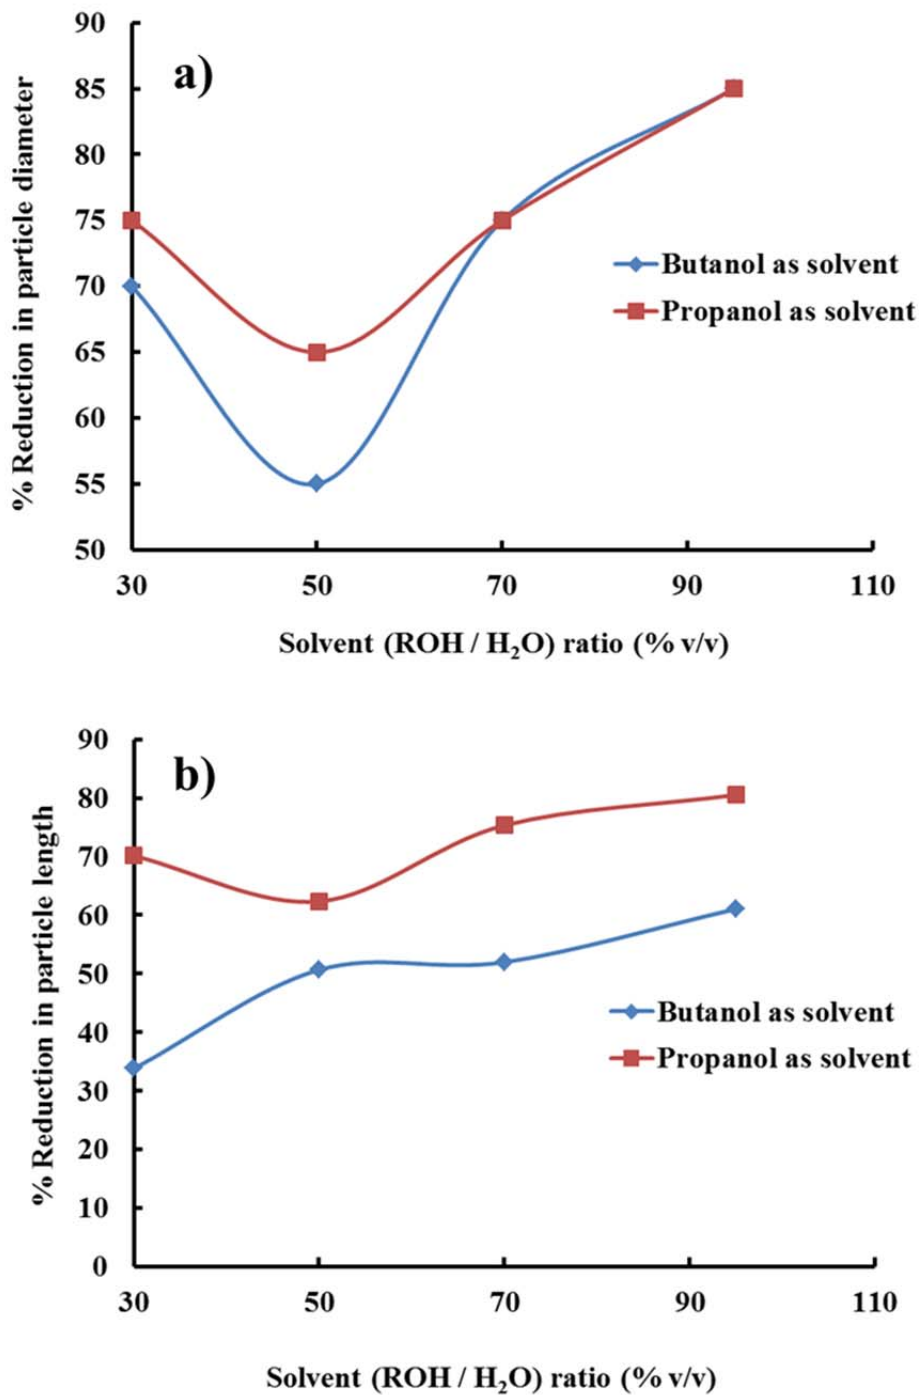 90
a)
85
80
75
70
65
60
55
50
% Reduction in particle diameter
Butanol as solvent
Propanol as solvent
30 50 70 90 110
Solvent (ROH / H₂O) ratio (% v/v)
90
b)
80
70
60
50
40
30
20
10
0
% Reduction in particle length
Butanol as solvent
Propanol as solvent
30 50 70 90 110
Solvent (ROH / H₂O) ratio (% v/v)